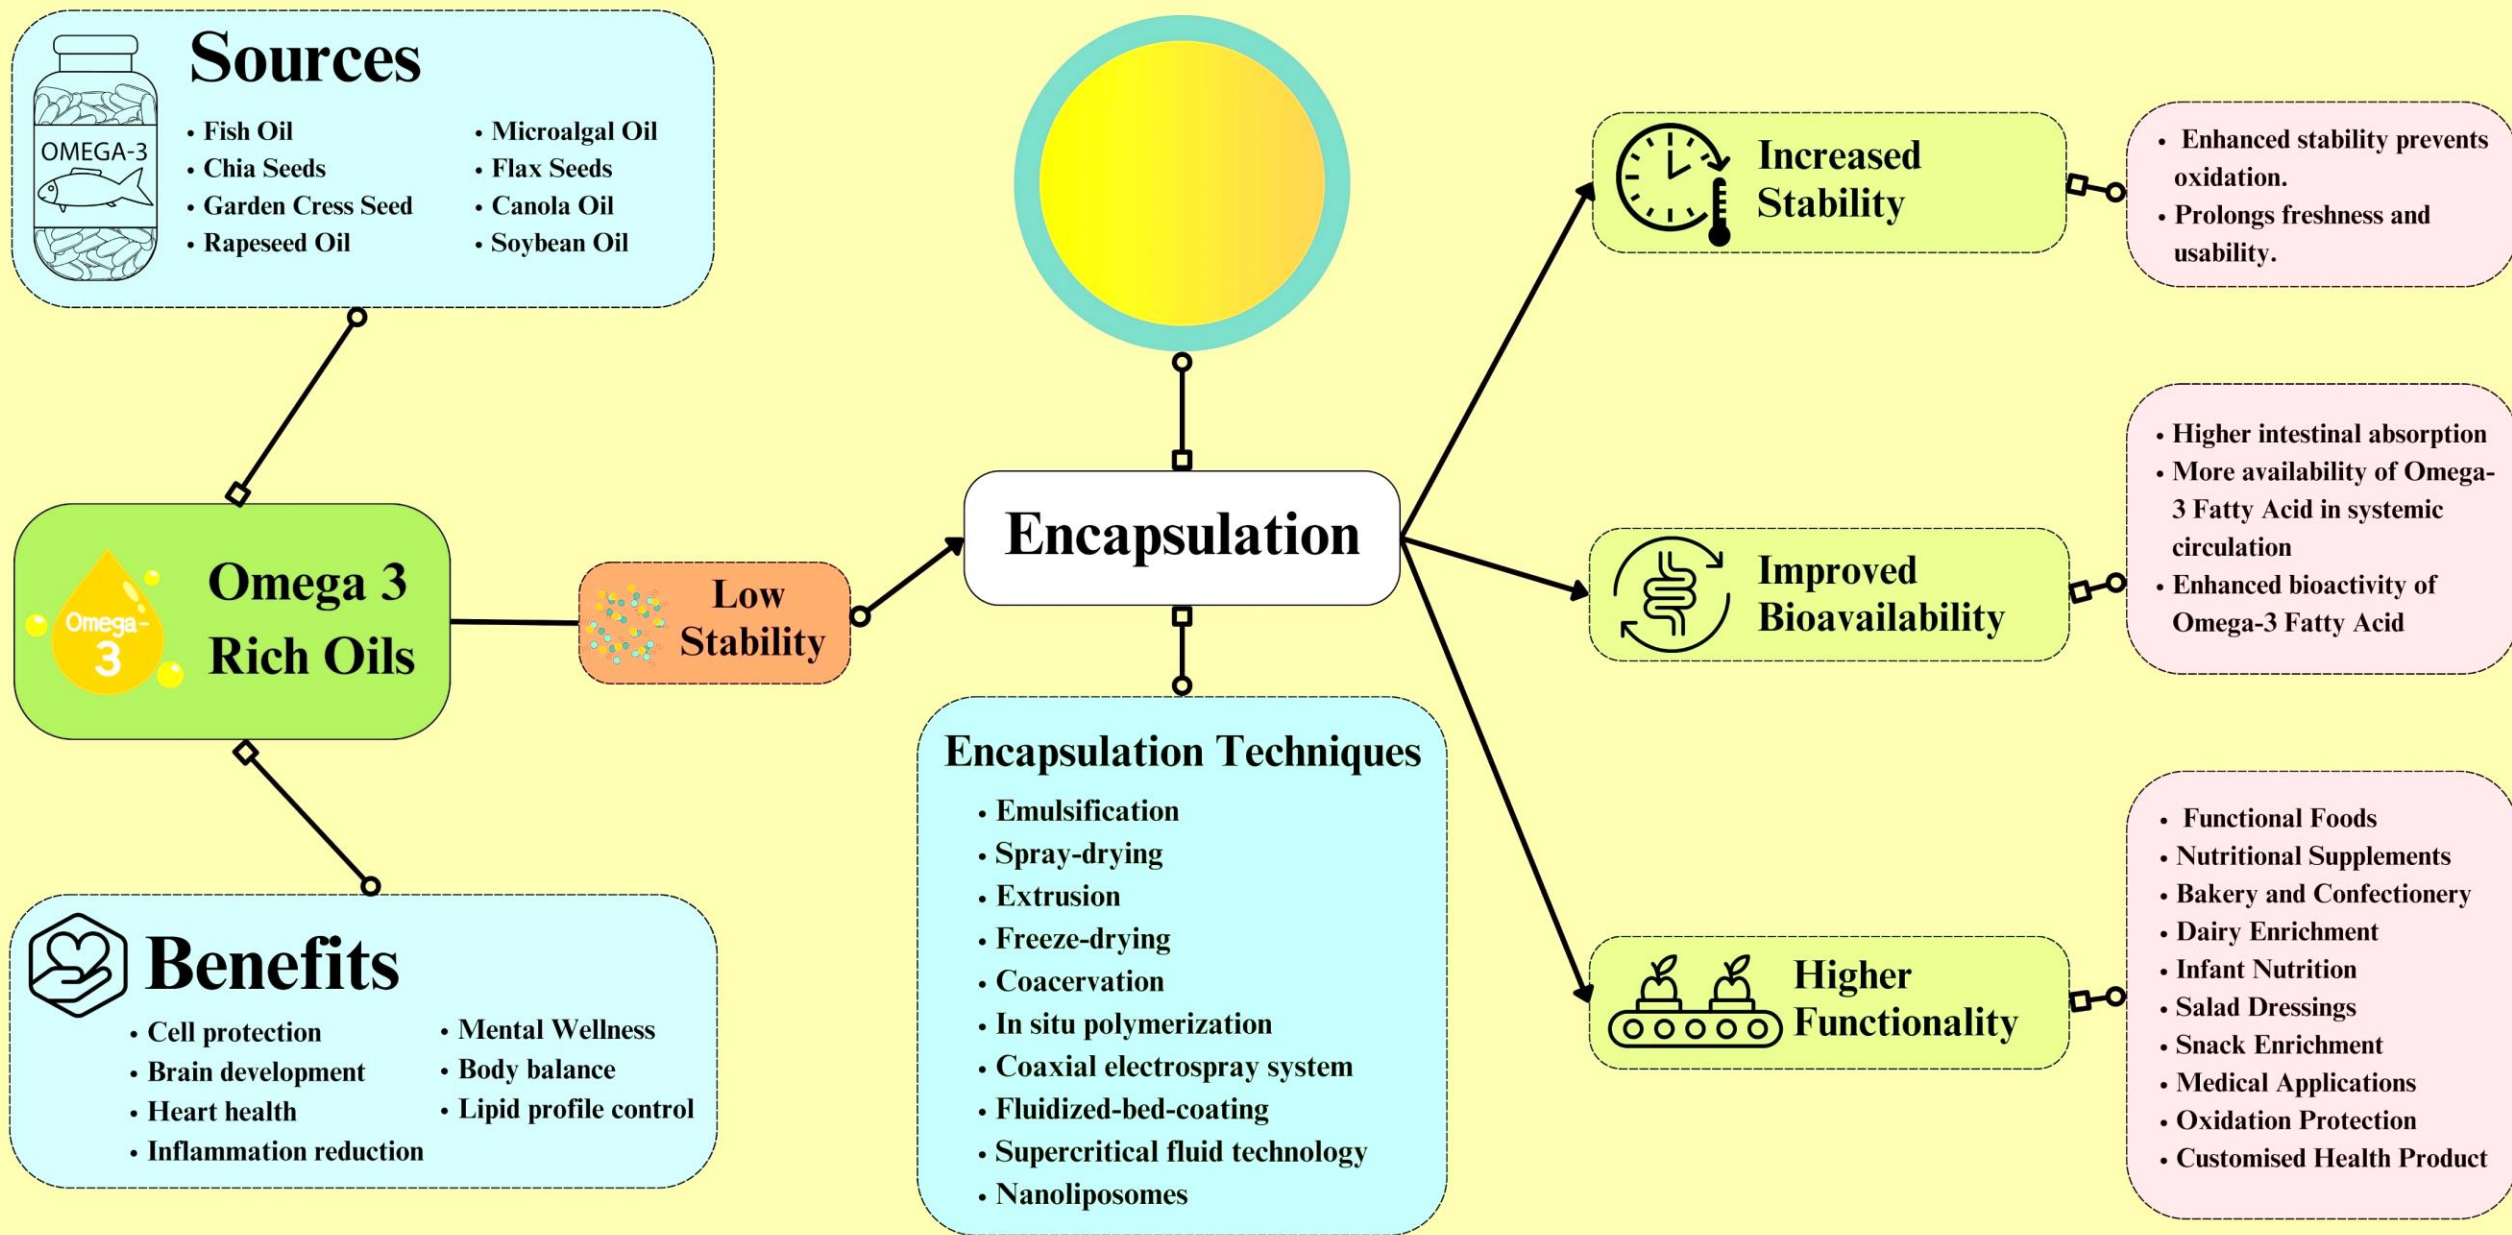 Sources
OMEGA-3
• Fish Oil
• Chia Seeds
• Garden Cress Seed
• Rapeseed Oil
• Microalgal Oil
• Flax Seeds
• Canola Oil
• Soybean Oil
Omega-
3
Omega 3
Rich Oils
Benefits
• Cell protection
• Brain development
• Heart health
• Inflammation reduction
• Mental Wellness
• Body balance
• Lipid profile control
Low
Stability
Encapsulation
Encapsulation Techniques
• Emulsification
• Spray-drying
• Extrusion
• Freeze-drying
• Coacervation
• In situ polymerization
• Coaxial electrospray system
• Fluidized-bed-coating
• Supercritical fluid technology
• Nanoliposomes
Increased
Stability
• Enhanced stability prevents
oxidation.
• Prolongs freshness and
usability.
Improved
Bioavailability
• Higher intestinal absorption
• More availability of Omega-
3 Fatty Acid in systemic
circulation
• Enhanced bioactivity of
Omega-3 Fatty Acid
Higher
Functionality
• Functional Foods
• Nutritional Supplements
• Bakery and Confectionery
• Dairy Enrichment
• Infant Nutrition
• Salad Dressings
• Snack Enrichment
• Medical Applications
• Oxidation Protection
• Customised Health Product